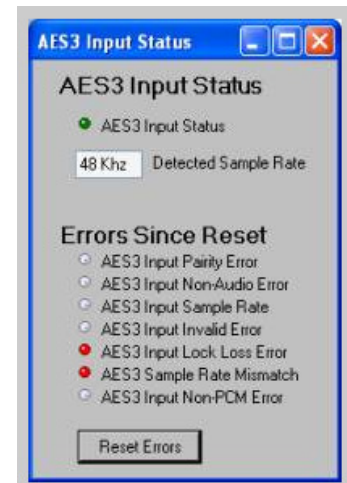 AES3 Input Status
AES3 Input Status
AES3 Input Status
48 Khz Detected Sample Rate
Errors Since Reset
AES3 Input Pairity Error
AES3 Input Non-Audio Error
AES3 Input Sample Rate
AES3 Input Invalid Error
AES3 Input Lock Loss Error
AES3 Sample Rate Mismatch
AES3 Input Non-PCM Error
Reset Errors